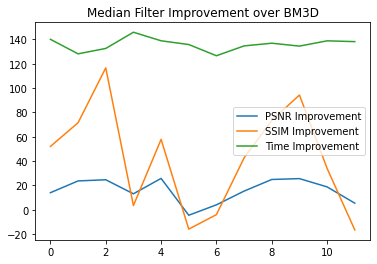 Median Filter Improvement over BM3D
140
120
100
80
60
40
20
0
−20
PSNR Improvement
SSIM Improvement
Time Improvement
0 2 4 6 8 10